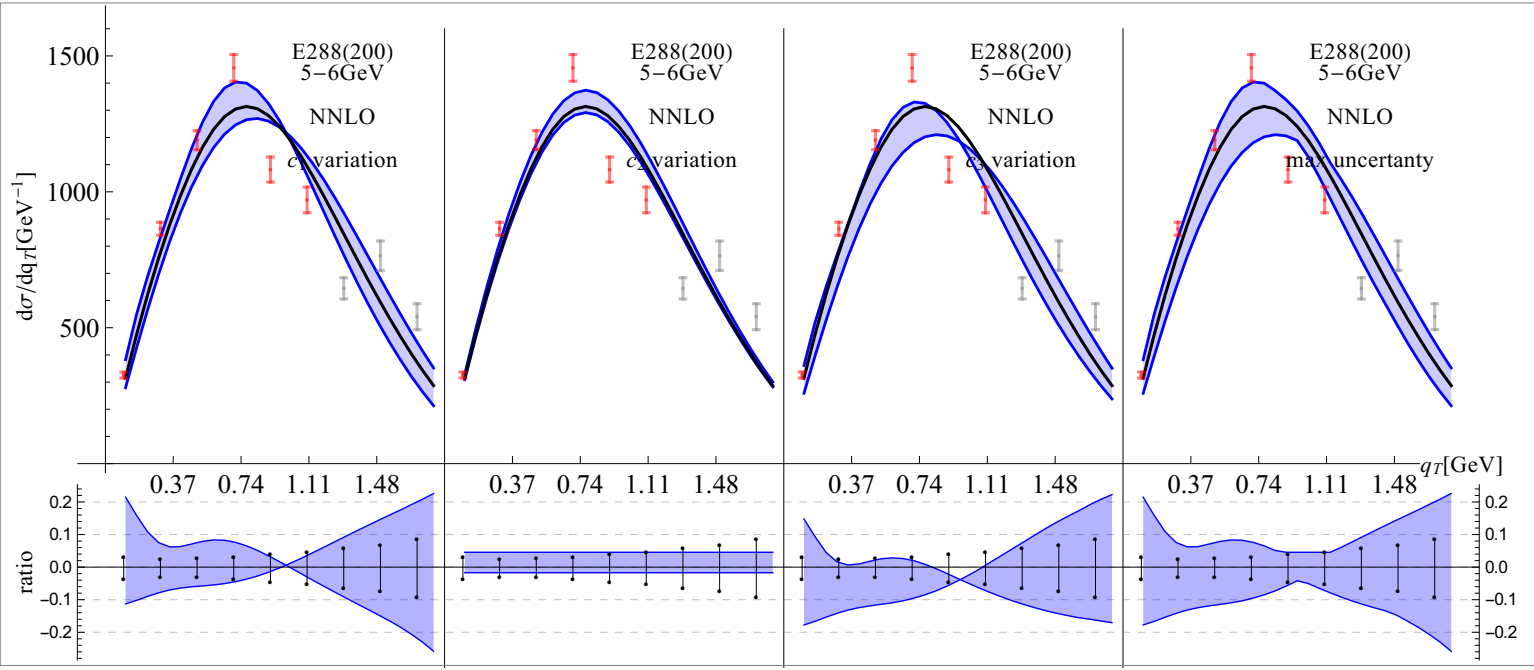 1500
1000
500
dσ/dqT[GeV⁻¹]
E288(200)
5−6GeV
NNLO
c1 variation
E288(200)
5−6GeV
NNLO
c2 variation
E288(200)
5−6GeV
NNLO
c3 variation
E288(200)
5−6GeV
NNLO
max uncertanty
qT[GeV]
0.37 0.74 1.11 1.48
0.37 0.74 1.11 1.48
0.37 0.74 1.11 1.48
0.37 0.74 1.11 1.48
ratio
0.2
0.1
0.0
−0.1
−0.2
0.2
0.1
0.0
−0.1
−0.2